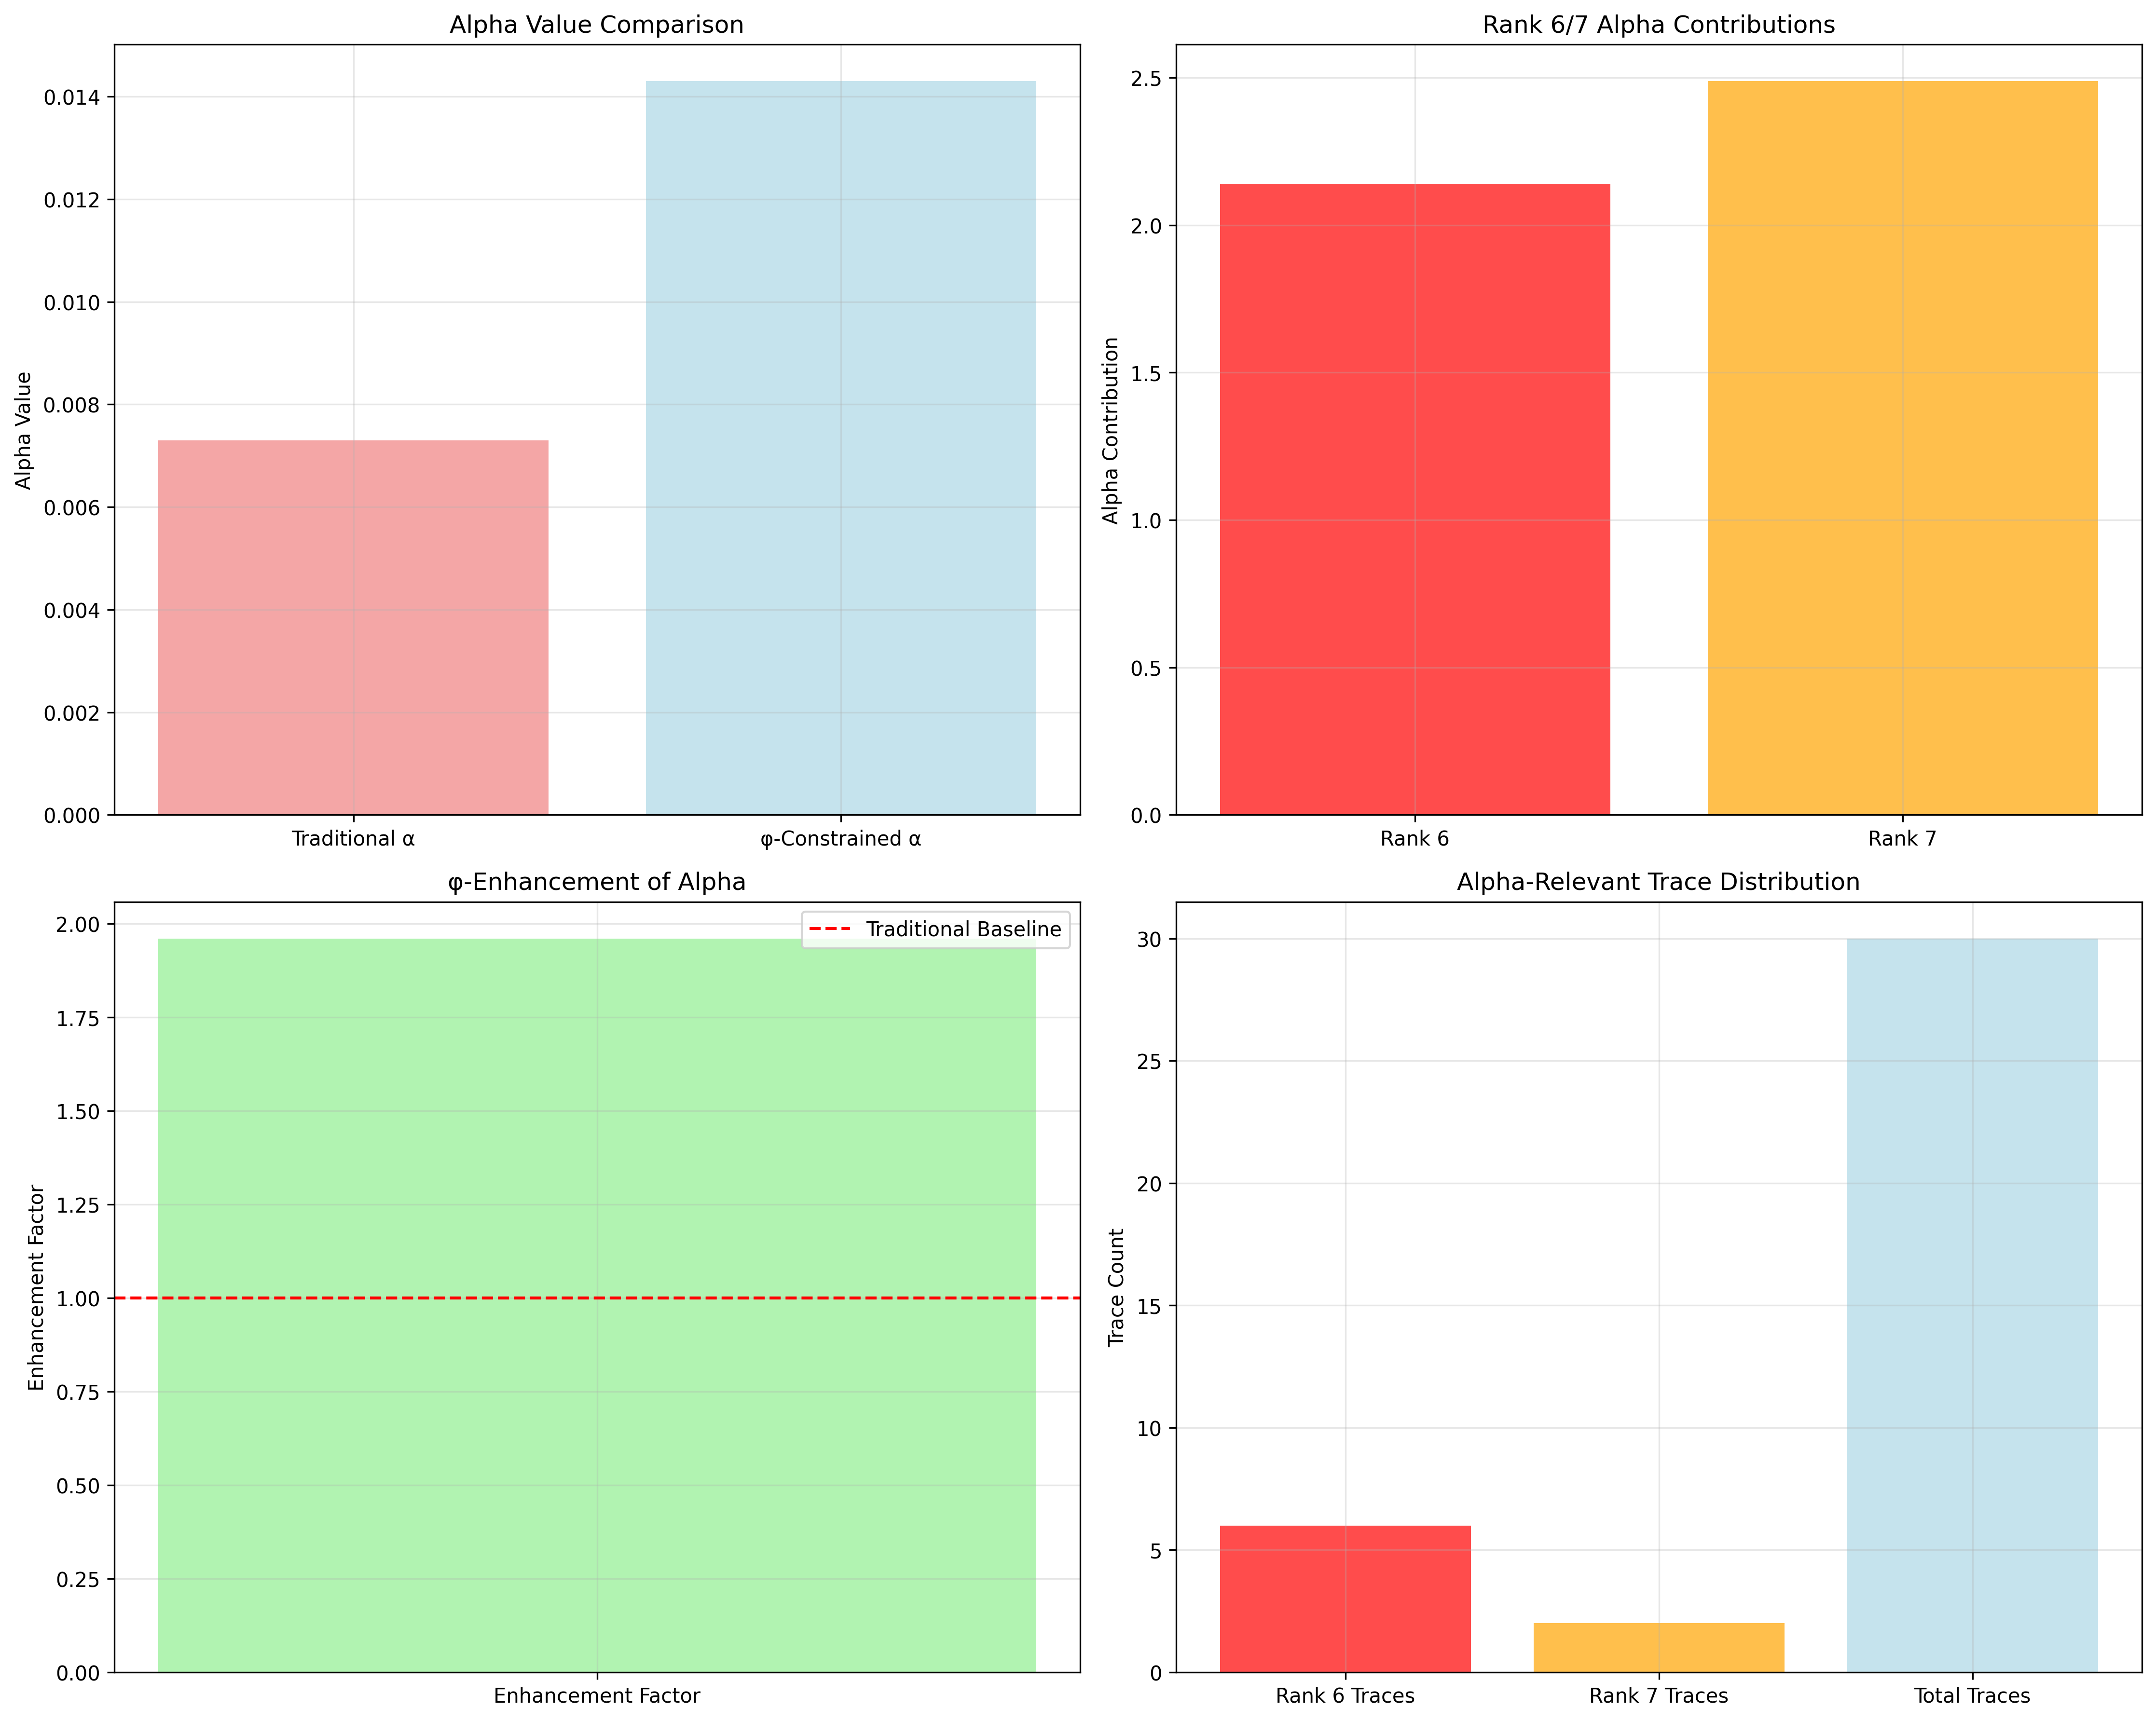 Alpha Value Comparison
Alpha Value
0.014
0.012
0.010
0.008
0.006
0.004
0.002
0.000
Traditional α
φ-Constrained α
Rank 6/7 Alpha Contributions
Alpha Contribution
2.5
2.0
1.5
1.0
0.5
0.0
Rank 6
Rank 7
φ-Enhancement of Alpha
Enhancement Factor
2.00
1.75
1.50
1.25
1.00
0.75
0.50
0.25
0.00
Traditional Baseline
Enhancement Factor
Alpha-Relevant Trace Distribution
Trace Count
30
25
20
15
10
5
0
Rank 6 Traces
Rank 7 Traces
Total Traces